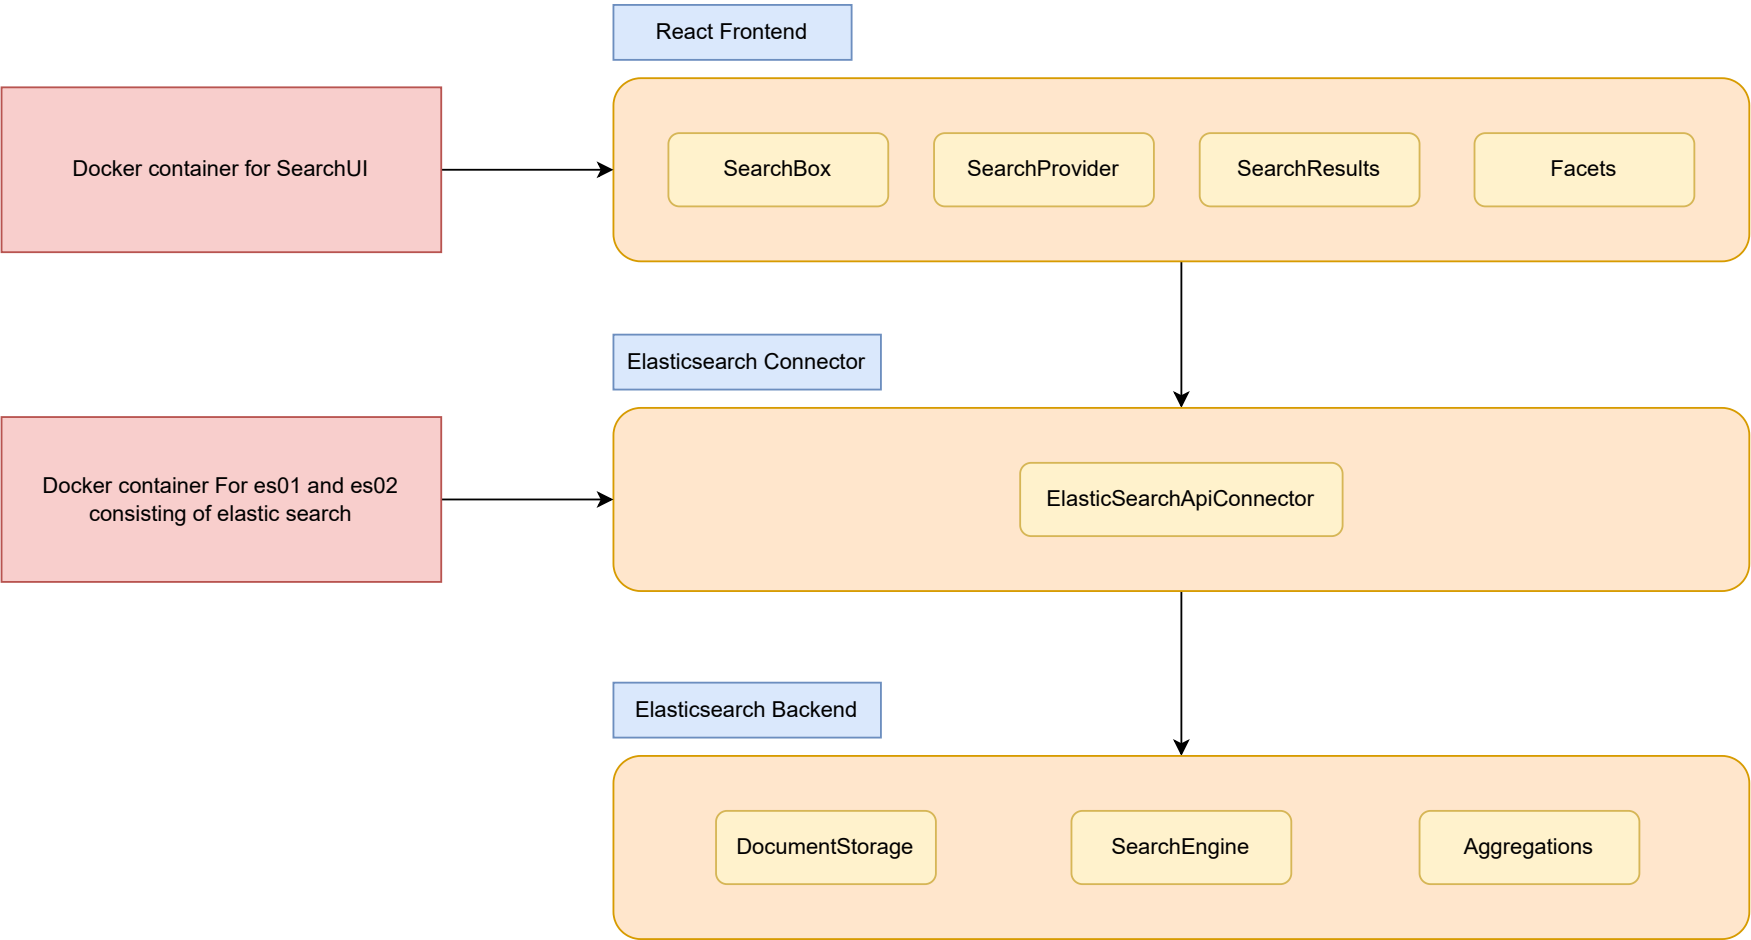 React Frontend
Docker container for SearchUI
SearchBox
SearchProvider
SearchResults
Facets
Elasticsearch Connector
Docker container For es01 and es02
consisting of elastic search
ElasticSearchApiConnector
Elasticsearch Backend
DocumentStorage
SearchEngine
Aggregations